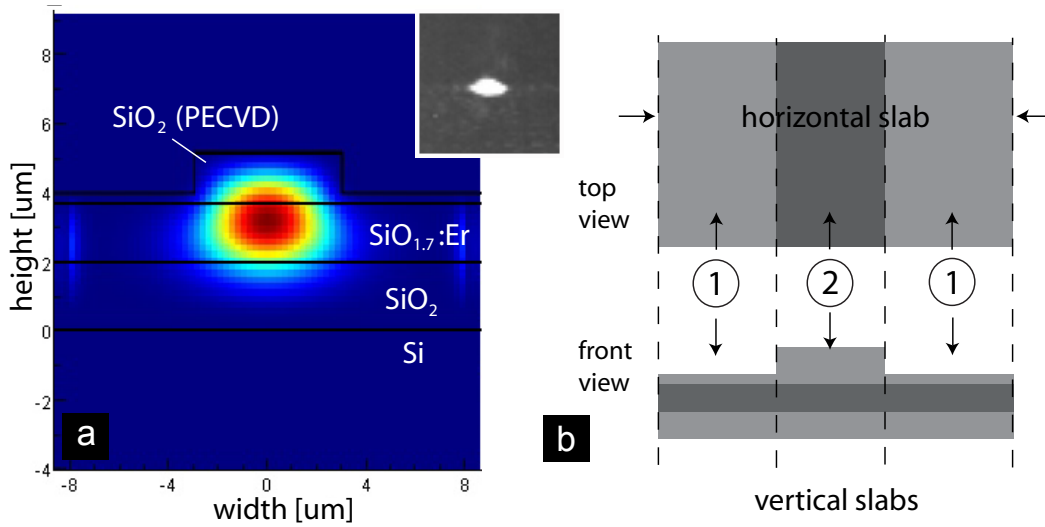 8
6
4
2
0
-2
-4
height [um]
SiO2 (PECVD)
SiO1.7:Er
SiO2
Si
a
-8
-4
0
4
8
width [um]
horizontal slab
top
view
1
2
1
front
view
b
vertical slabs